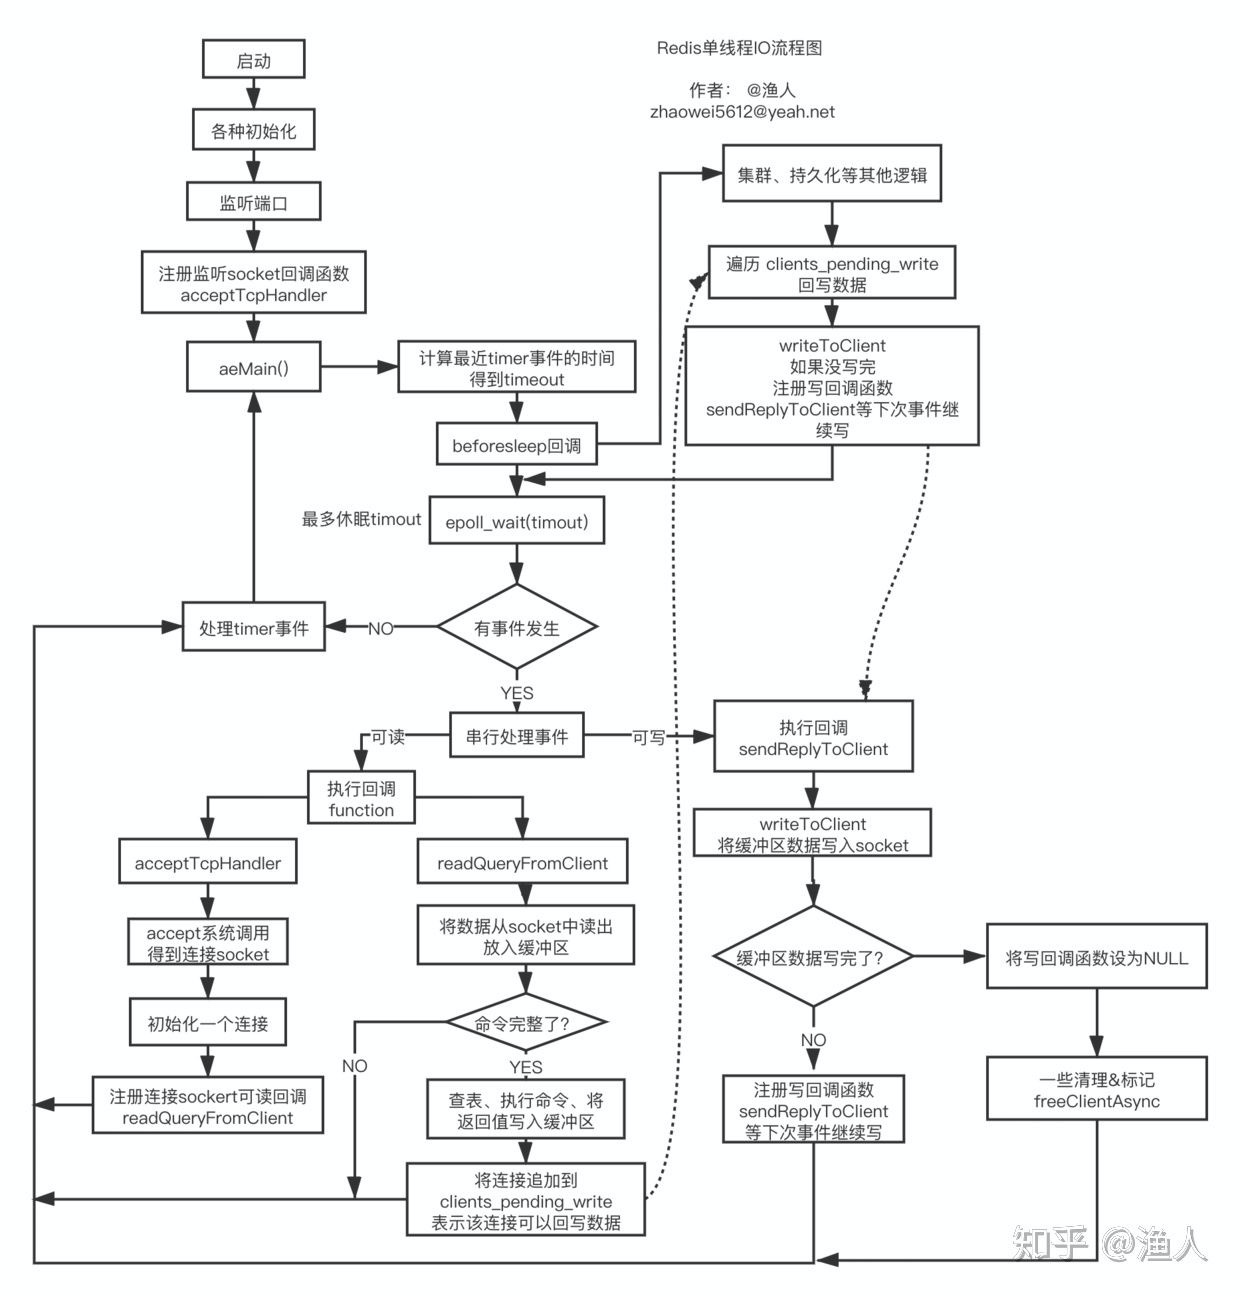 Redis单线程IO流程图
作者： @渔人
zhaowei5612@yeah.net
启动
各种初始化
监听端口
注册监听socket回调函数
acceptTcpHandler
aeMain()
计算最近timer事件的时间
得到timeout
beforesleep回调
集群、持久化等其他逻辑
遍历 clients_pending_write
回写数据
writeToClient
如果没写完
注册写回调函数
sendReplyToClient等下次事件继
续写
最多休眠timout
epoll_wait(timout)
有事件发生
NO
处理timer事件
YES
串行处理事件
可读
可写
执行回调
function
acceptTcpHandler
accept系统调用
得到连接socket
初始化一个连接
注册连接sockert可读回调
readQueryFromClient
readQueryFromClient
将数据从socket中读出
放入缓冲区
命令完整了?
NO
YES
查表、执行命令、将
返回值写入缓冲区
将连接追加到
clients_pending_write
表示该连接可以回写数据
执行回调
sendReplyToClient
writeToClient
将缓冲区数据写入socket
缓冲区数据写完了?
NO
注册写回调函数
sendReplyToClient
等下次事件继续写
将写回调函数设为NULL
一些清理&标记
freeClientAsync
知乎 @渔人